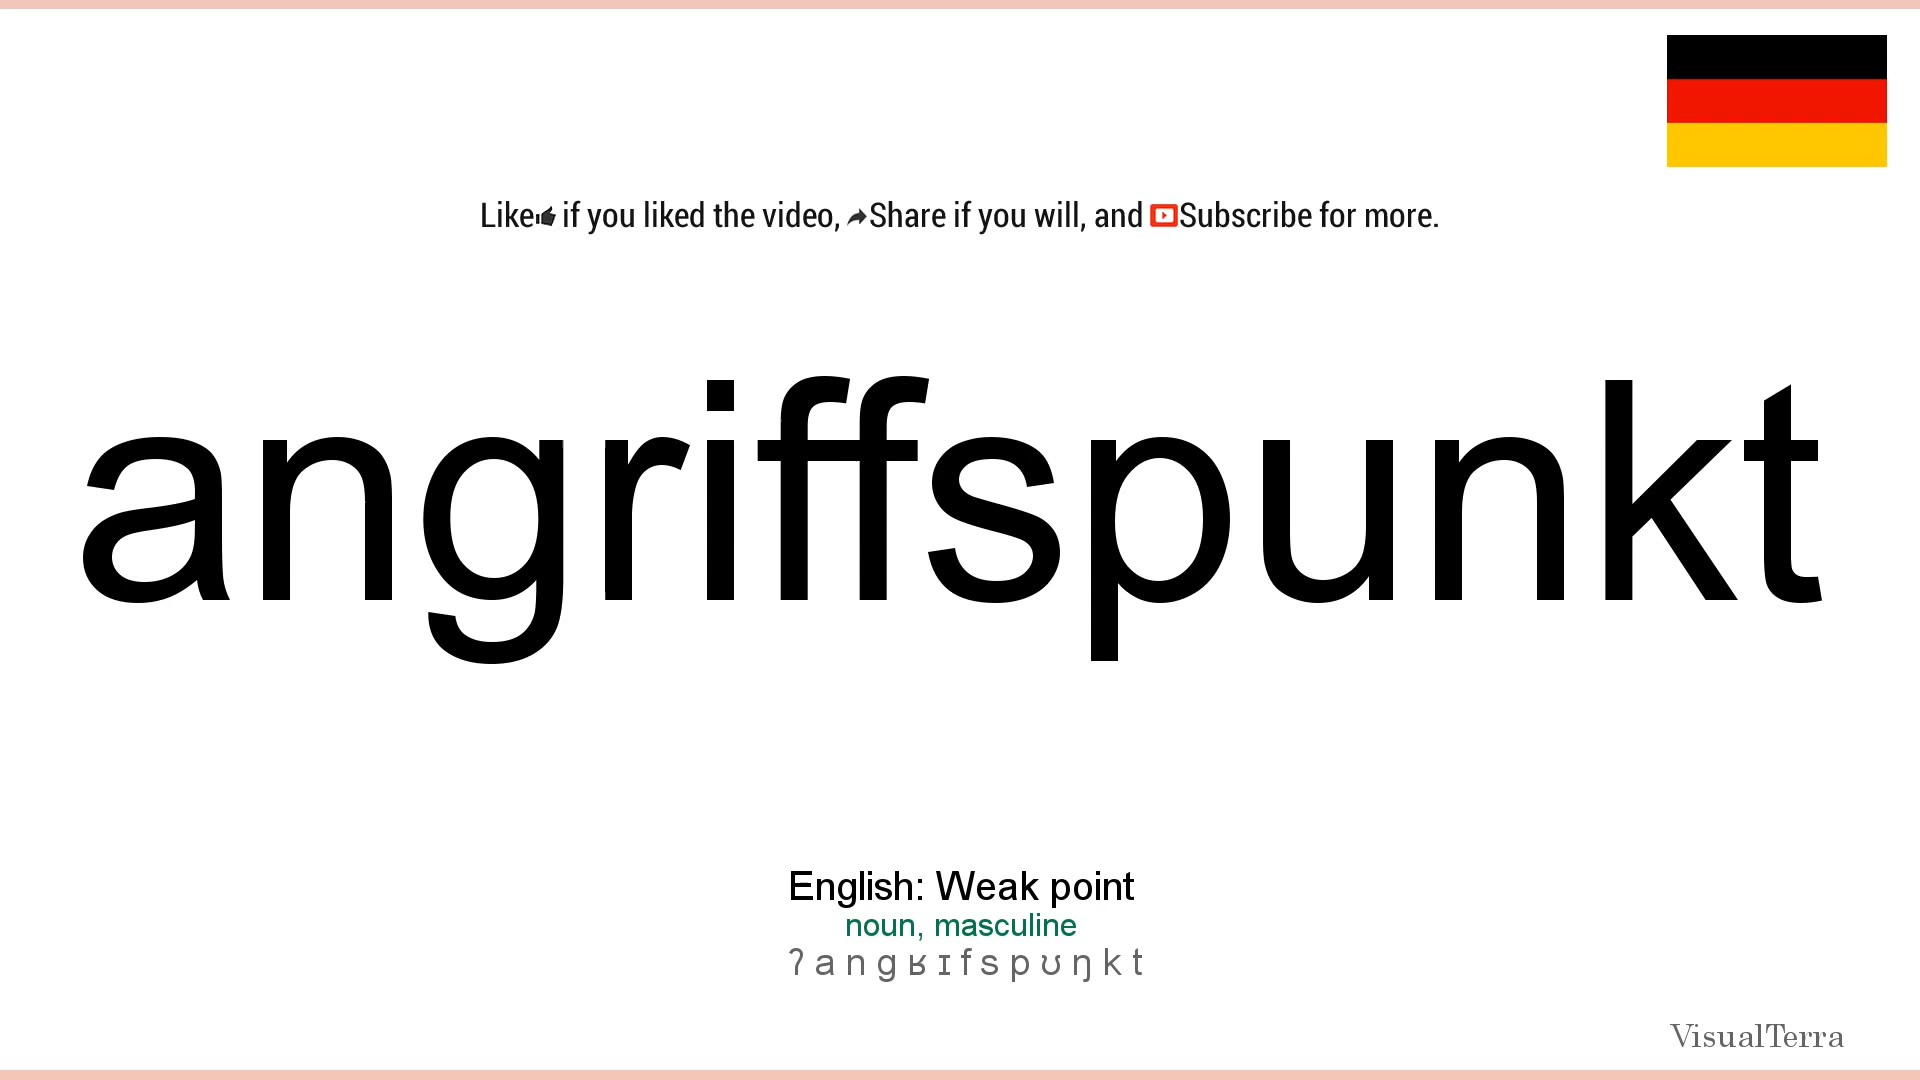 Like👍 if you liked the video, Share if you will, and Subscribe for more.
angriffspunkt
English: Weak point
noun, masculine
ʔ a n g ʁ ɪ f s p ʊ ŋ k t
VisualTerra